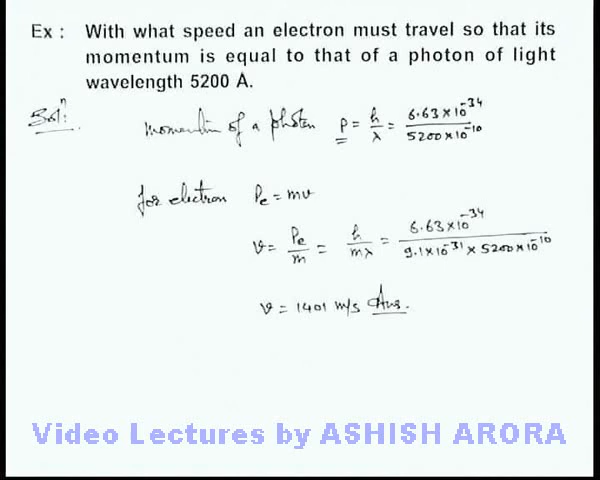 Ex : With what speed an electron must travel so that its
momentum is equal to that of a photon of light
wavelength 5200 A.
Solⁿ: Momentum of a photon p = h/λ = 6.63×10⁻³⁴/5200×10⁻¹⁰
for electron Pe = mv
v = Pe/m = h/mλ = 6.63×10⁻³⁴/9.1×10⁻³¹×5200×10⁻¹⁰
v = 1401 m/s Ans.
Video Lectures by ASHISH ARORA